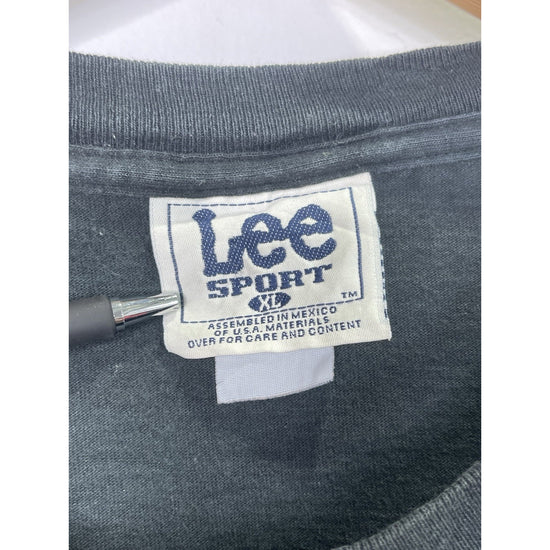 Lee
SPORT
XL
TM
ASSEMBLED IN MEXICO
OF U.S.A. MATERIALS
OVER FOR CARE AND CONTENT